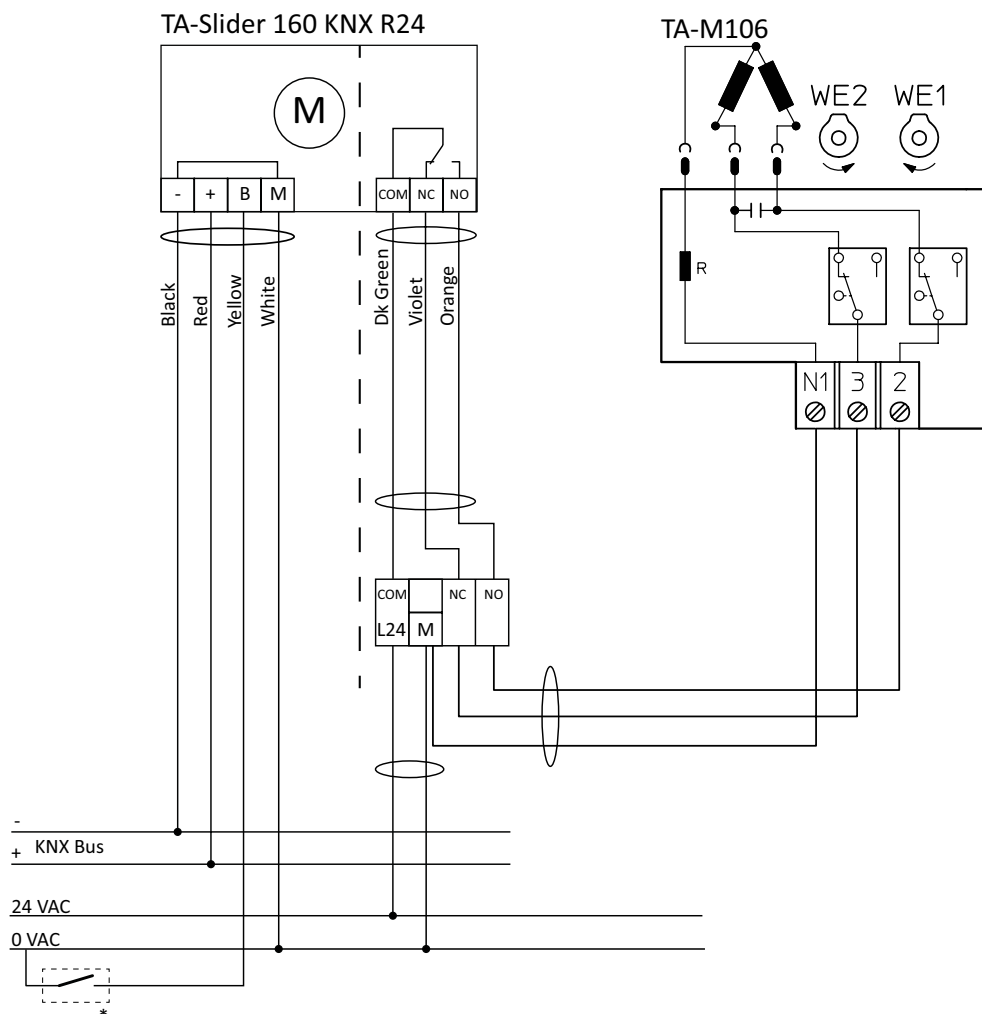 TA-Slider 160 KNX R24
TA-M106
M
WE2 WE1
- + B M
COM NC NO
Black
Red
Yellow
White
Dk Green
Violet
Orange
R
N1 3 2
COM NC NO
L24 M
-
+ KNX Bus
24 VAC
0 VAC
*